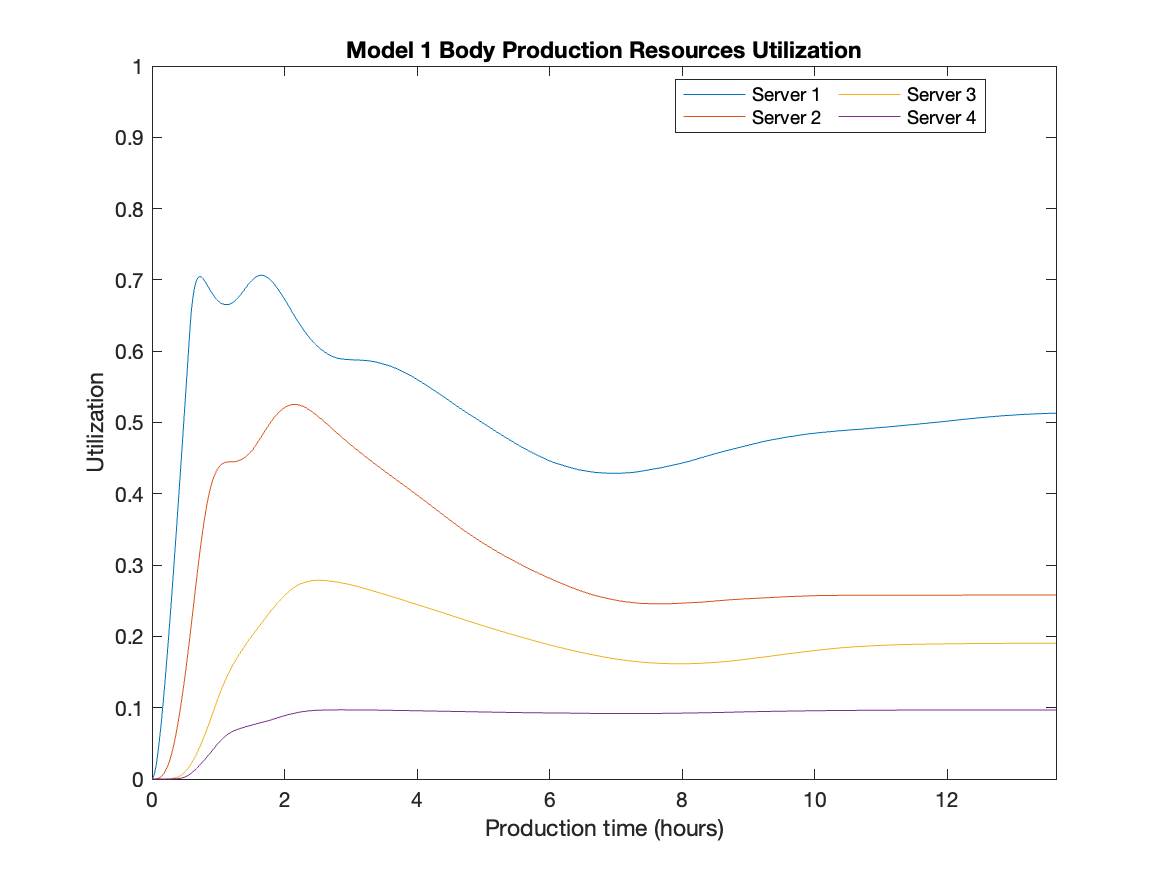 Model 1 Body Production Resources Utilization
1
Server 1 Server 3
Server 2 Server 4
0.9
0.8
0.7
0.6
0.5
0.4
0.3
0.2
0.1
0
Utilization
0 2 4 6 8 10 12
Production time (hours)